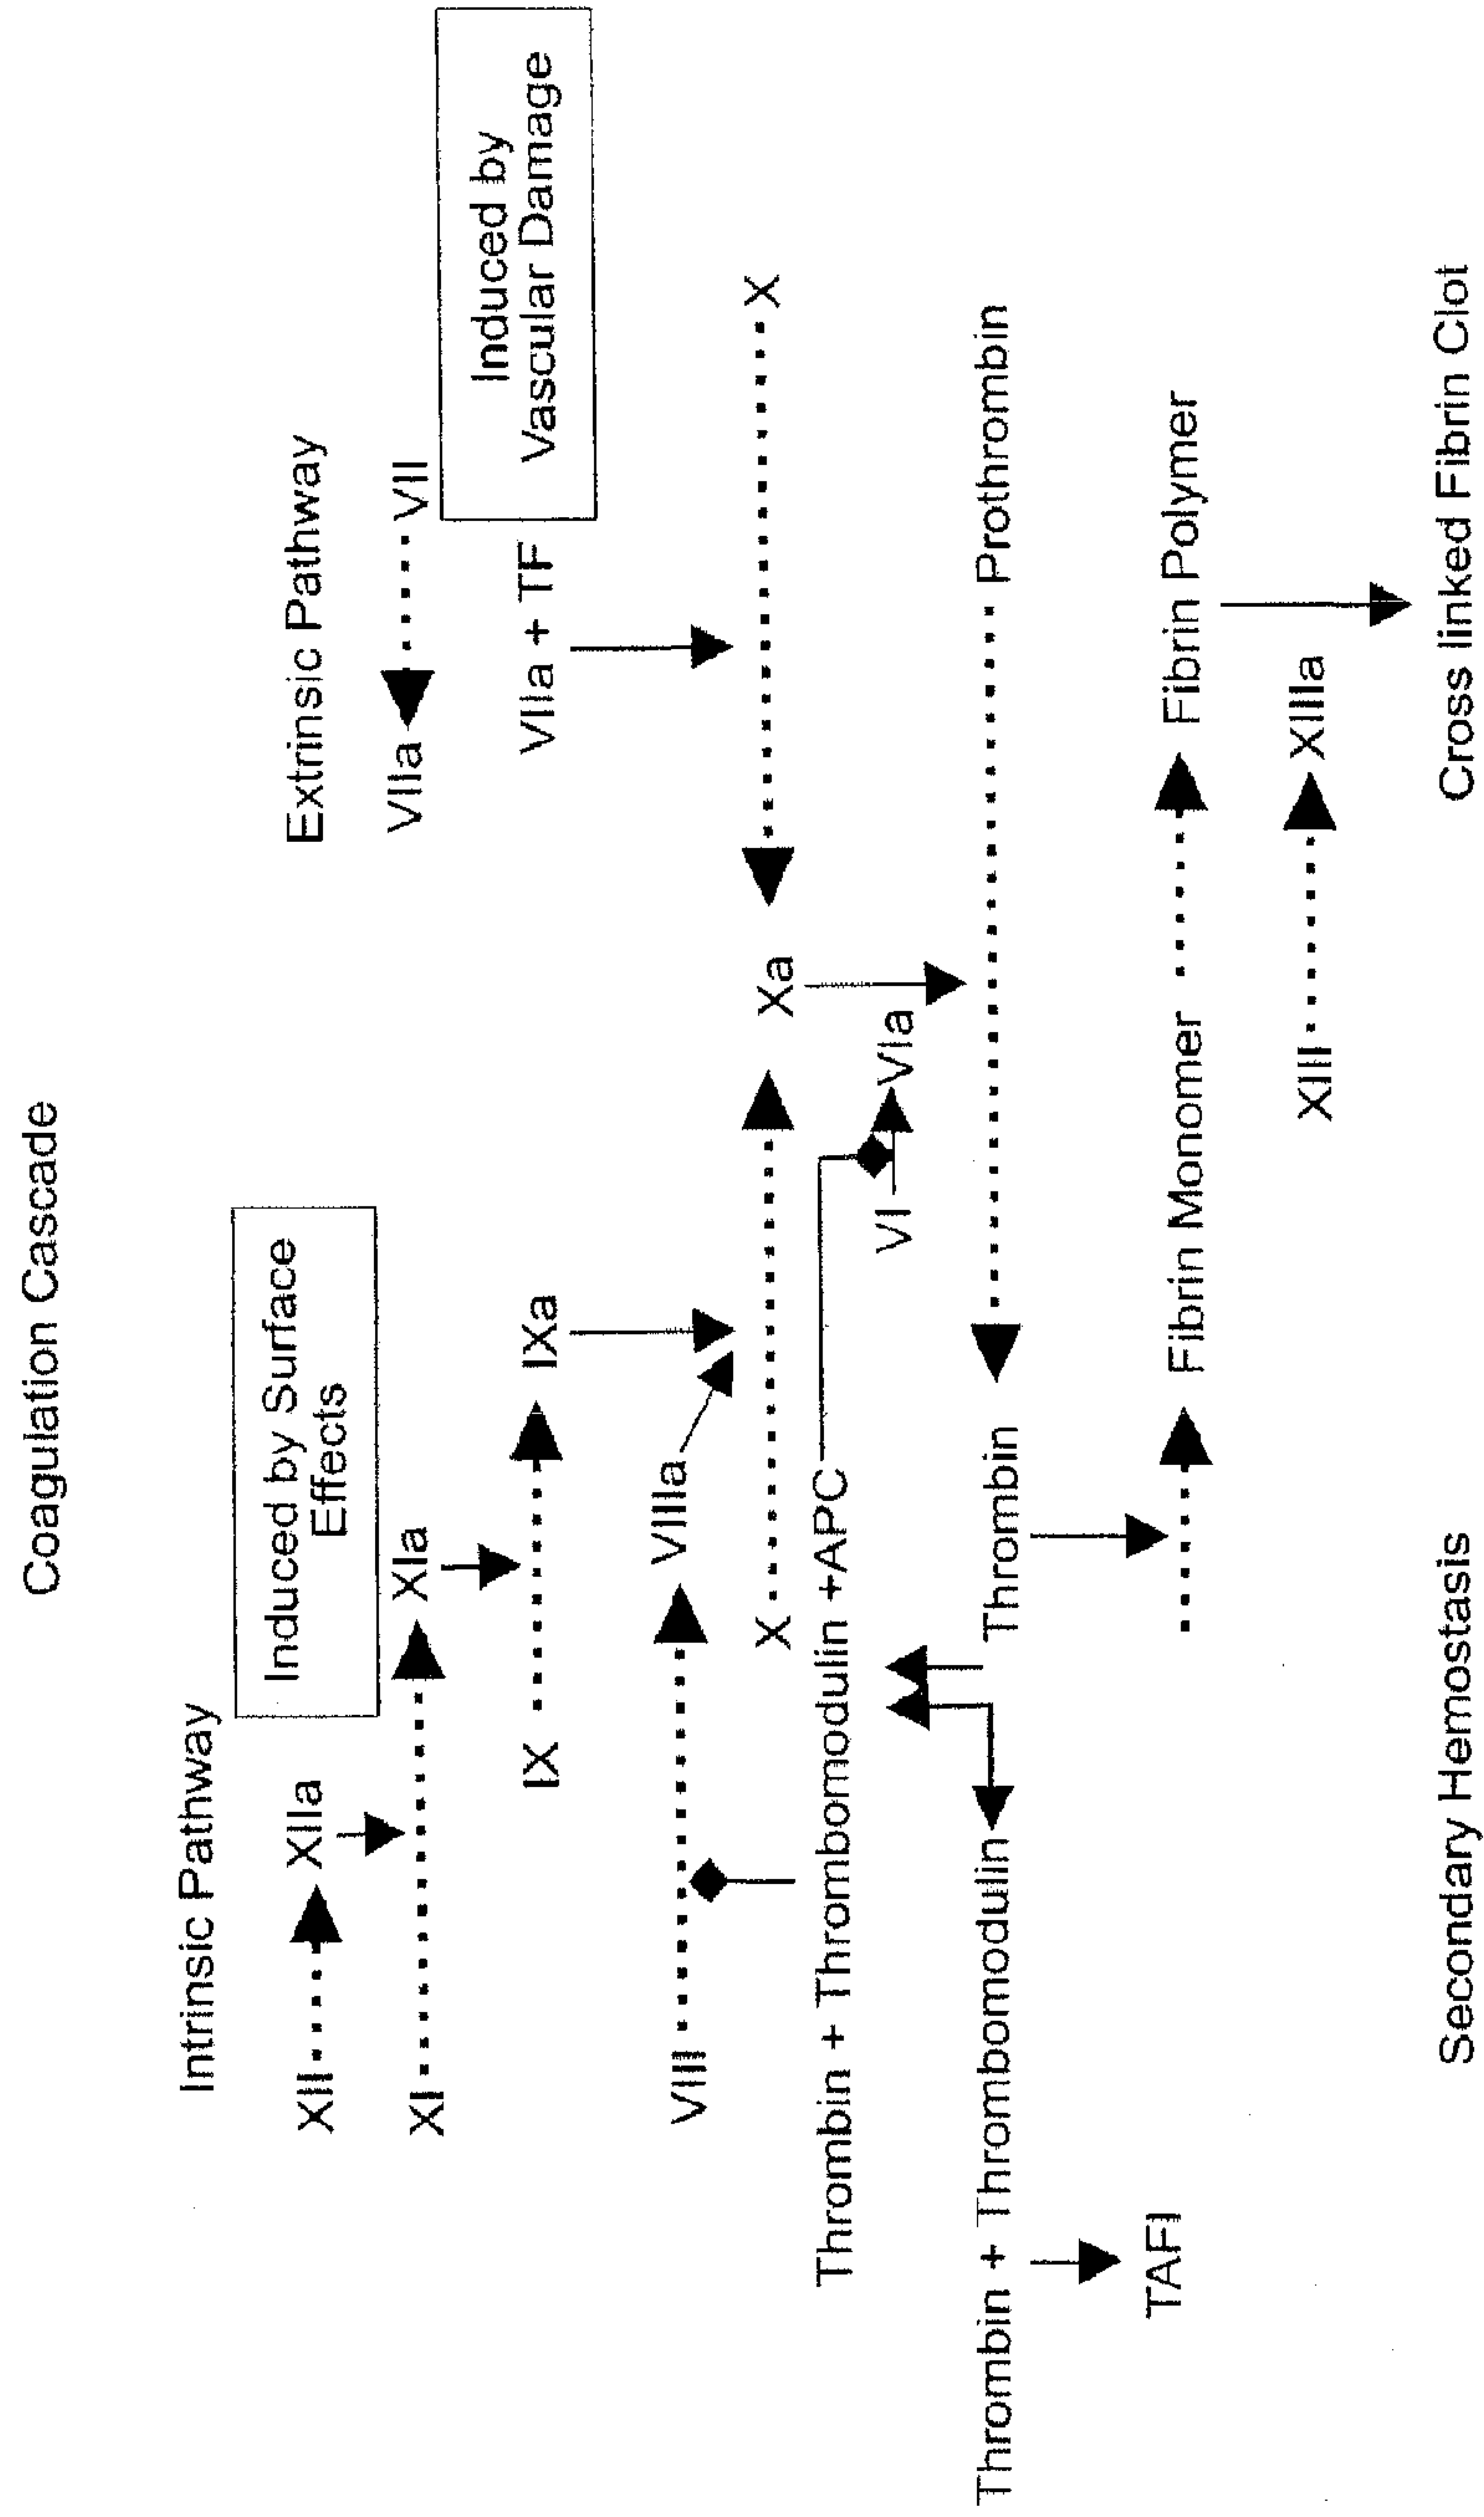 Coagulation Cascade
Intrinsic Pathway
Extrinsic Pathway
Induced by Surface
Effects
XII
XIIa
VIIa
VII
XI
XIa
Induced by
Vascular Damage
IX
IXa
VIIa + TF
VIII
VIIIa
X
Xa
X
Thrombin + Thrombomodulin +APC
VI
VIa
Thrombin + Thrombomodulin
Thrombin
Prothrombin
TAFI
Fibrin Monomer
Fibrin Polymer
XIII
XIIIa
Secondary Hemostasis
Cross linked Fibrin Clot